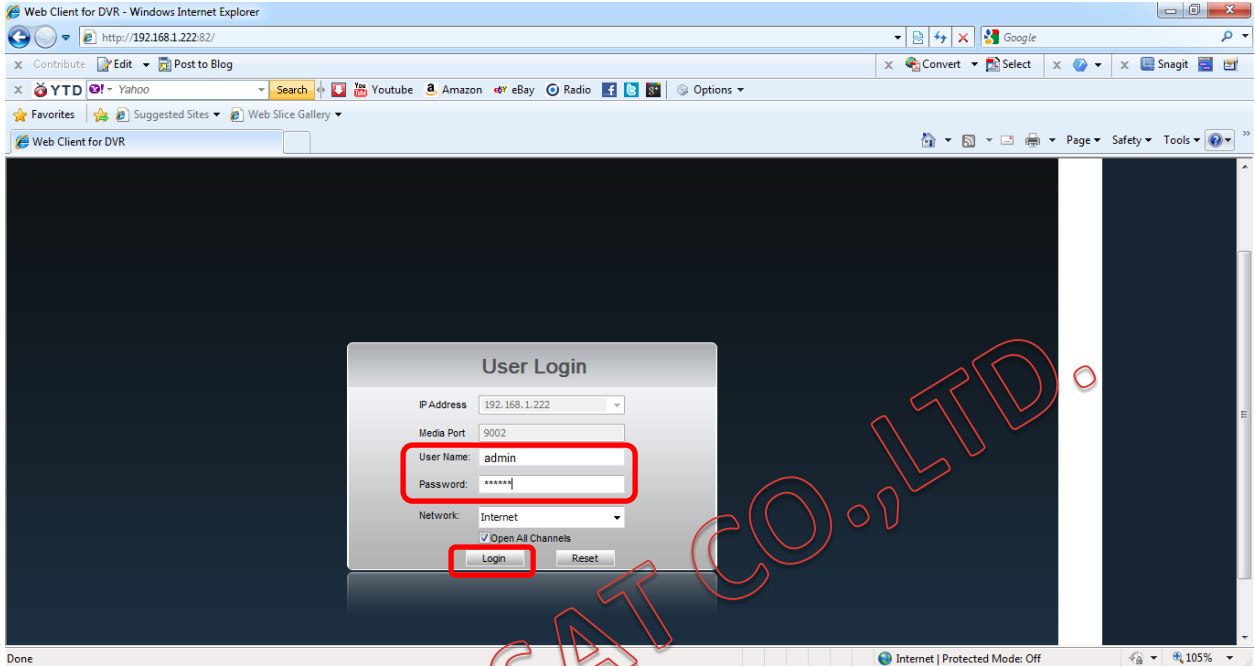 Web Client for DVR - Windows Internet Explorer
http://192.168.1.222:82/
Google
x Contribute Edit Post to Blog
x Convert Select x x Snagit
x YTD Y! Yahoo Search Youtube Amazon eBay Radio Options
Favorites Suggested Sites Web Slice Gallery
Web Client for DVR
Page Safety Tools
User Login
IP Address 192.168.1.222
Media Port 9002
User Name: admin
Password: ******
Network: Internet
Open All Channels
Login Reset
CAT CO.,LTD.
Done
Internet | Protected Mode: Off
105%